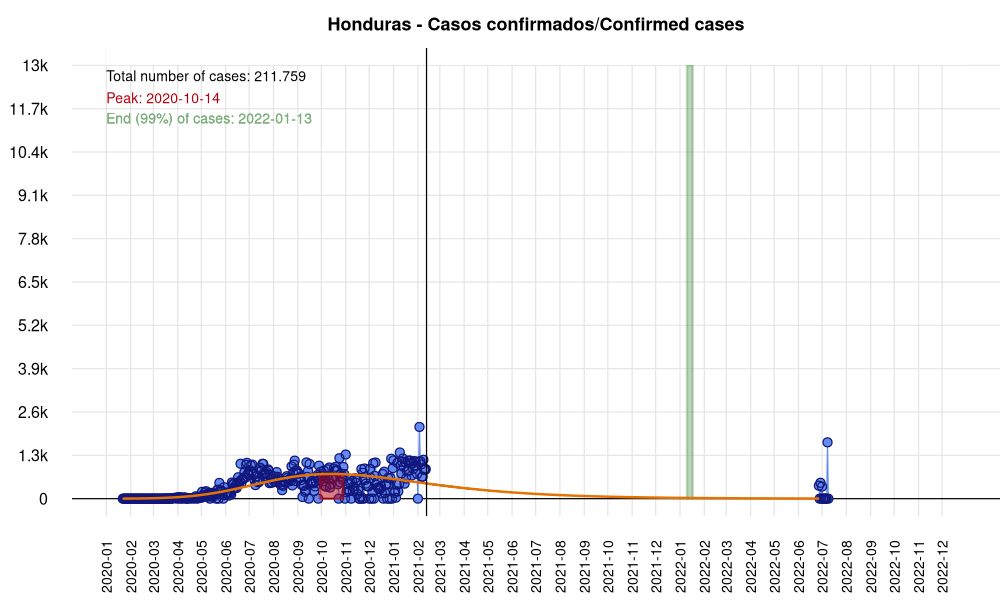 Honduras - Casos confirmados/Confirmed cases
Total number of cases: 211.759
Peak: 2020-10-14
End (99%) of cases: 2022-01-13
13k
11.7k
10.4k
9.1k
7.8k
6.5k
5.2k
3.9k
2.6k
1.3k
0
2020-01
2020-02
2020-03
2020-04
2020-05
2020-06
2020-07
2020-08
2020-09
2020-10
2020-11
2020-12
2021-01
2021-02
2021-03
2021-04
2021-05
2021-06
2021-07
2021-08
2021-09
2021-10
2021-11
2021-12
2022-01
2022-02
2022-03
2022-04
2022-05
2022-06
2022-07
2022-08
2022-09
2022-10
2022-11
2022-12